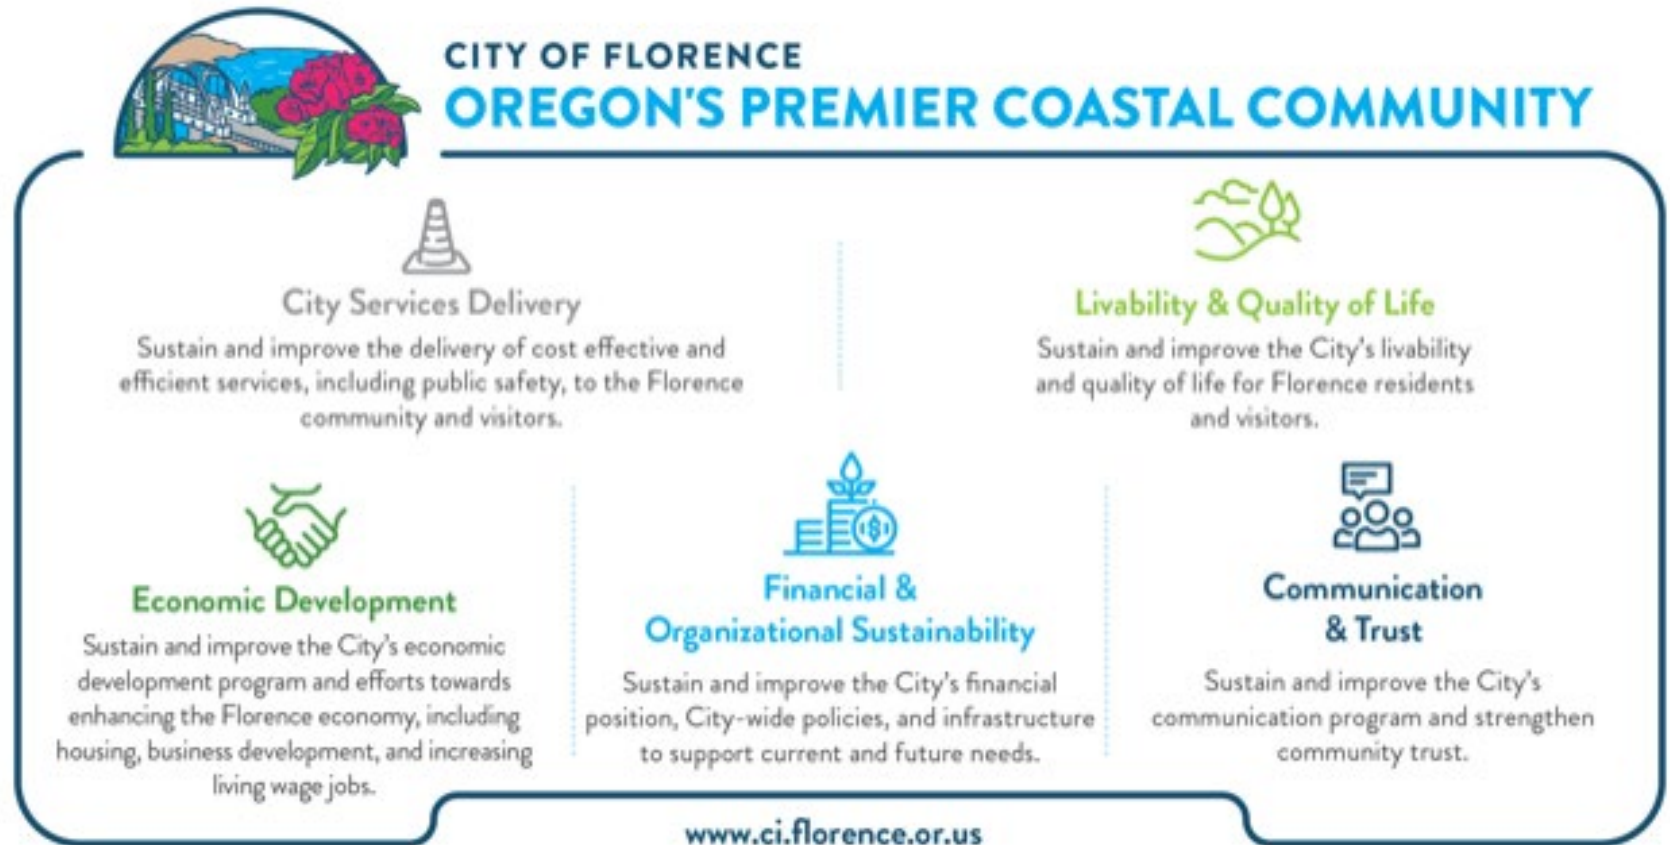 CITY OF FLORENCE
OREGON'S PREMIER COASTAL COMMUNITY
City Services Delivery
Sustain and improve the delivery of cost effective and
efficient services, including public safety, to the Florence
community and visitors.
Livability & Quality of Life
Sustain and improve the City's livability
and quality of life for Florence residents
and visitors.
Economic Development
Sustain and improve the City's economic
development program and efforts towards
enhancing the Florence economy, including
housing, business development, and increasing
living wage jobs.
Financial &
Organizational Sustainability
Sustain and improve the City's financial
position, City-wide policies, and infrastructure
to support current and future needs.
Communication
& Trust
Sustain and improve the City's
communication program and strengthen
community trust.
www.ci.florence.or.us